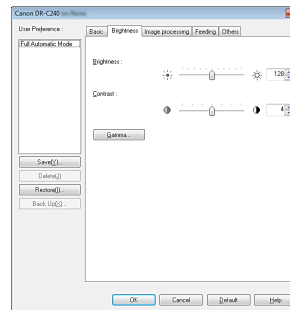 Canon DR-C240 on
User Preference :
Full Automatic Mode
Save(Y)...
Delete(J)
Restore(I)...
Back Up(X)...
Basic
Brightness
Image processing
Feeding
Others
Brightness :
128
Contrast :
4
Gamma...
OK
Cancel
Default
Help